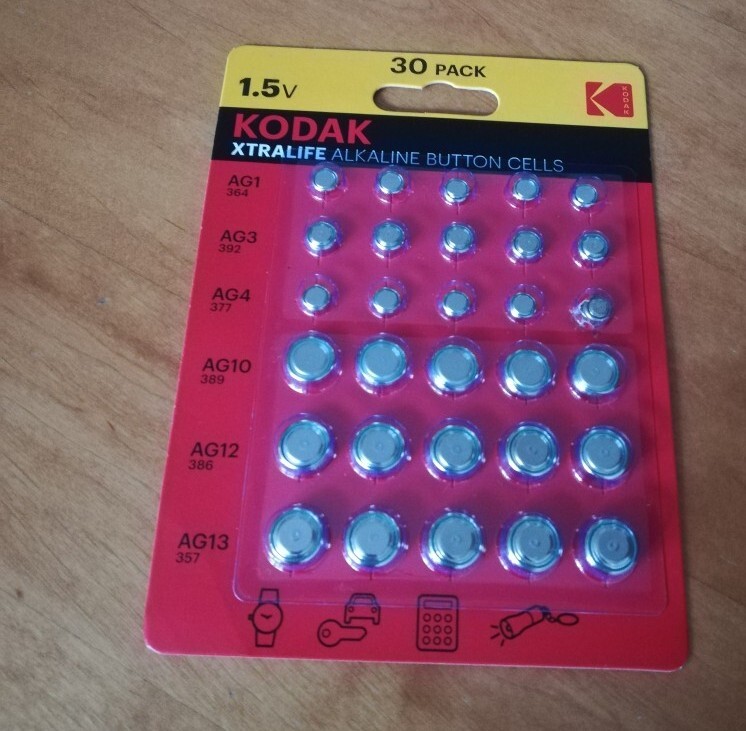 30 PACK
1.5V
KODAK
KODAK
XTRALIFE ALKALINE BUTTON CELLS
AG1
364
AG3
392
AG4
377
AG10
389
AG12
386
AG13
357